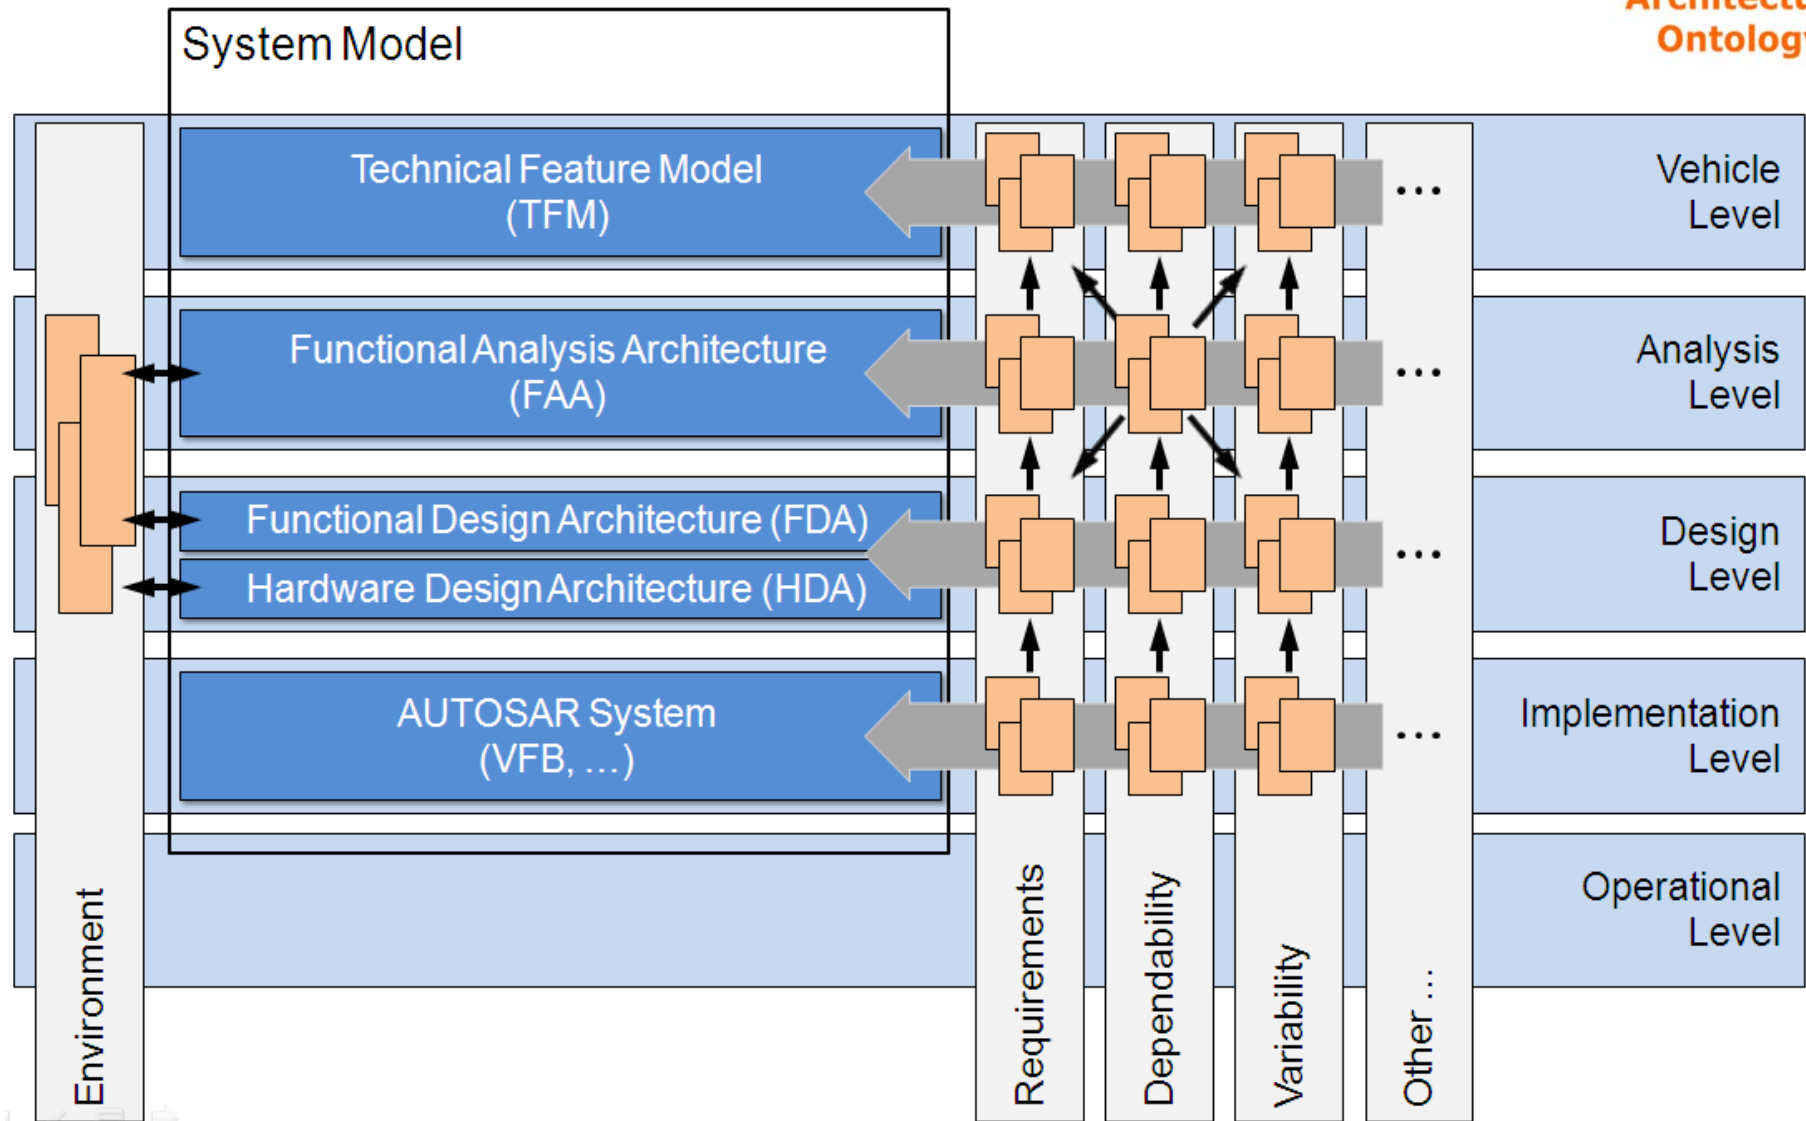 Ontology
System Model
Technical Feature Model
(TFM)
Vehicle
Level
Functional Analysis Architecture
(FAA)
Analysis
Level
Functional Design Architecture (FDA)
Hardware Design Architecture (HDA)
Design
Level
AUTOSAR System
(VFB, …)
Implementation
Level
Operational
Level
Environment
Requirements
Dependability
Variability
Other ...
...
...
...
...